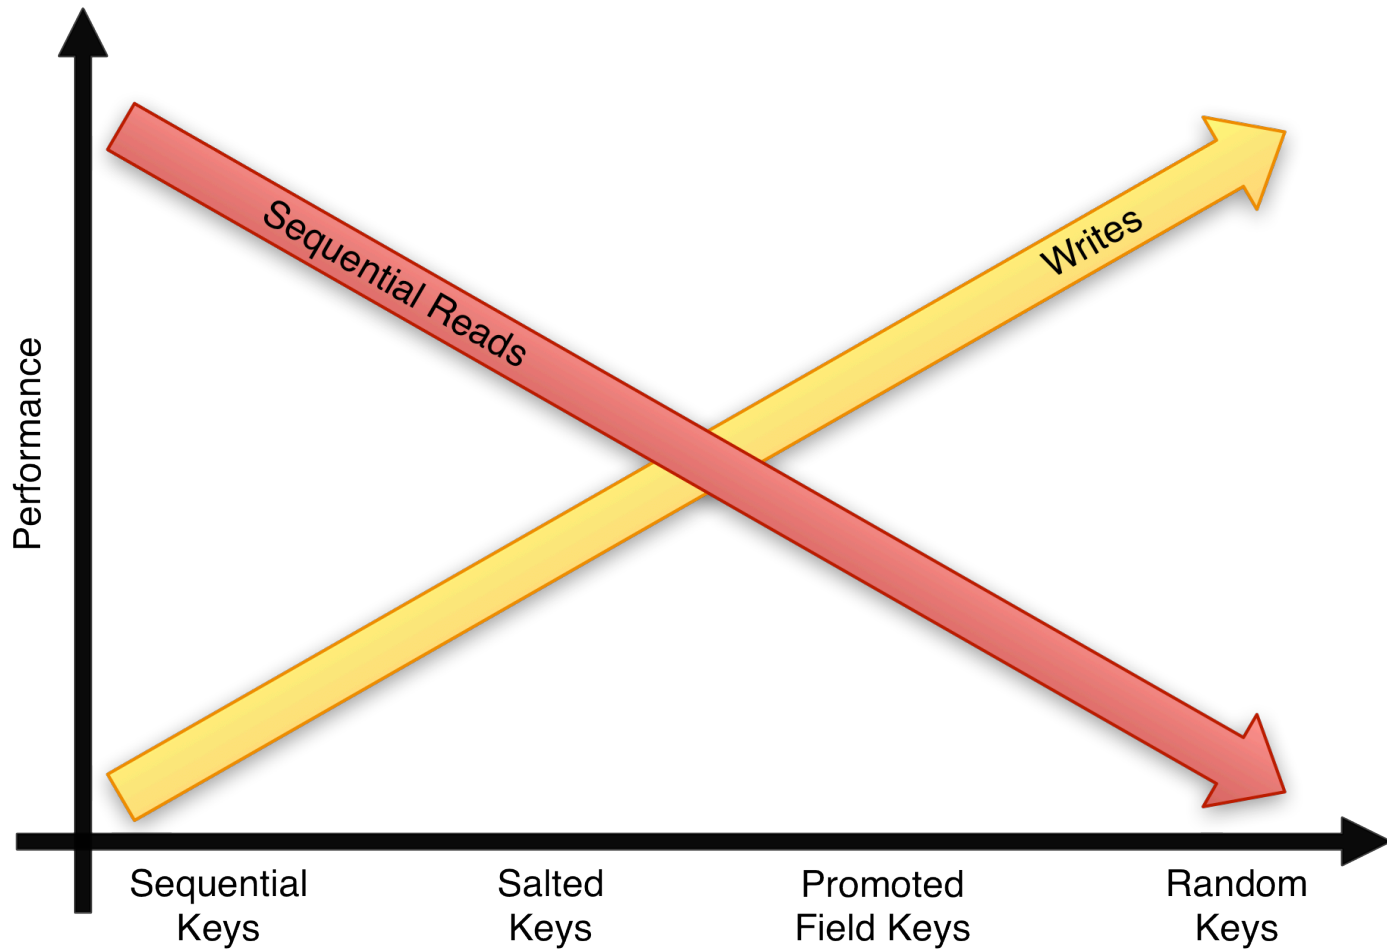 Performance
Sequential Reads
Writes
Sequential
Keys
Salted
Keys
Promoted
Field Keys
Random
Keys